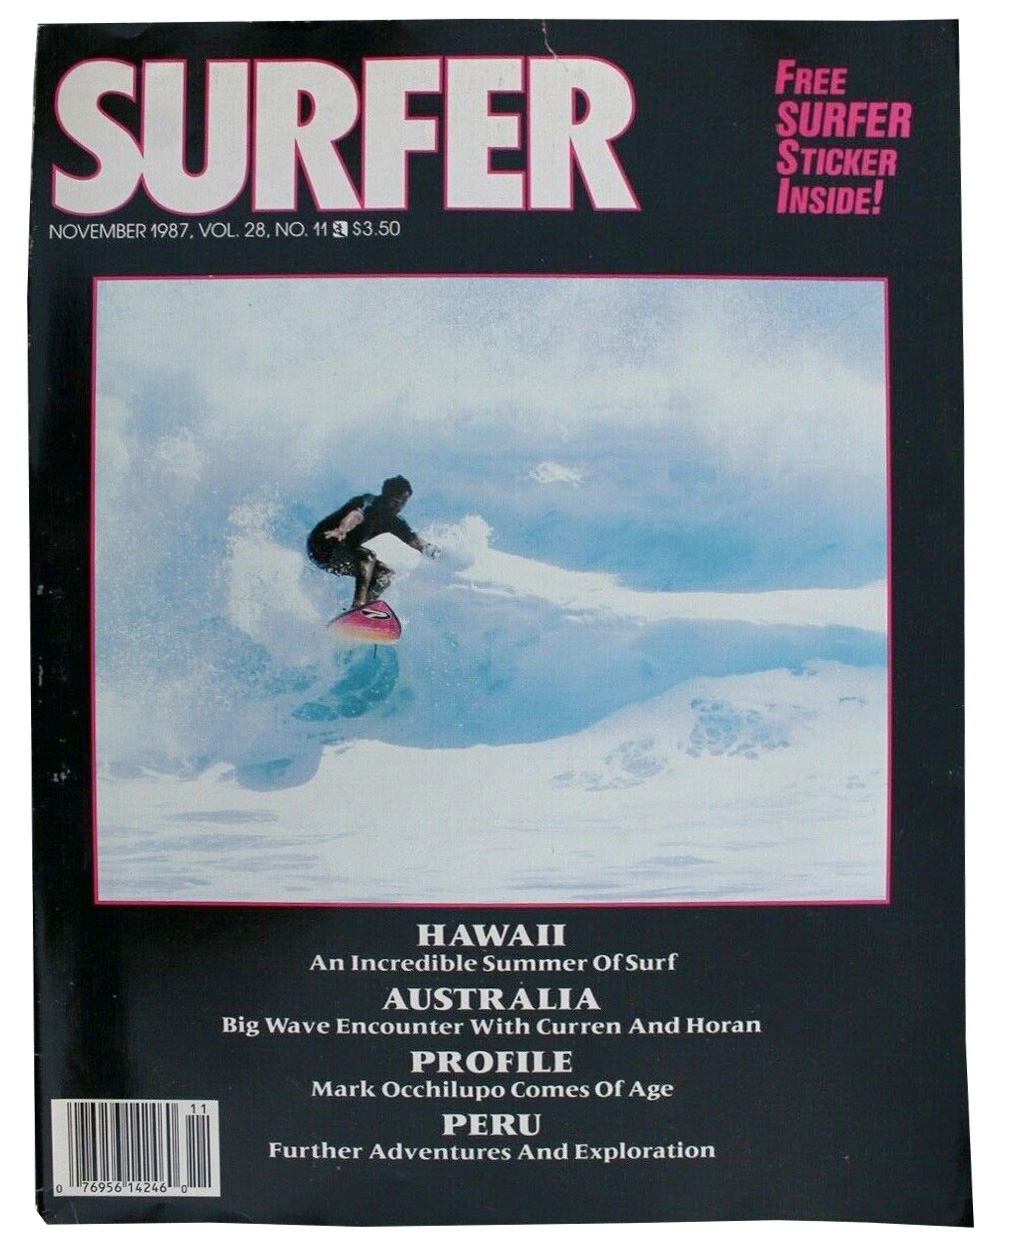 SURFER
NOVEMBER 1987, VOL. 28, NO. 11 $3.50
FREE
SURFER
STICKER
INSIDE!
HAWAII
An Incredible Summer Of Surf
AUSTRALIA
Big Wave Encounter With Curren And Horan
PROFILE
Mark Occhilupo Comes Of Age
PERU
Further Adventures And Exploration
11
0 76956 14246 0